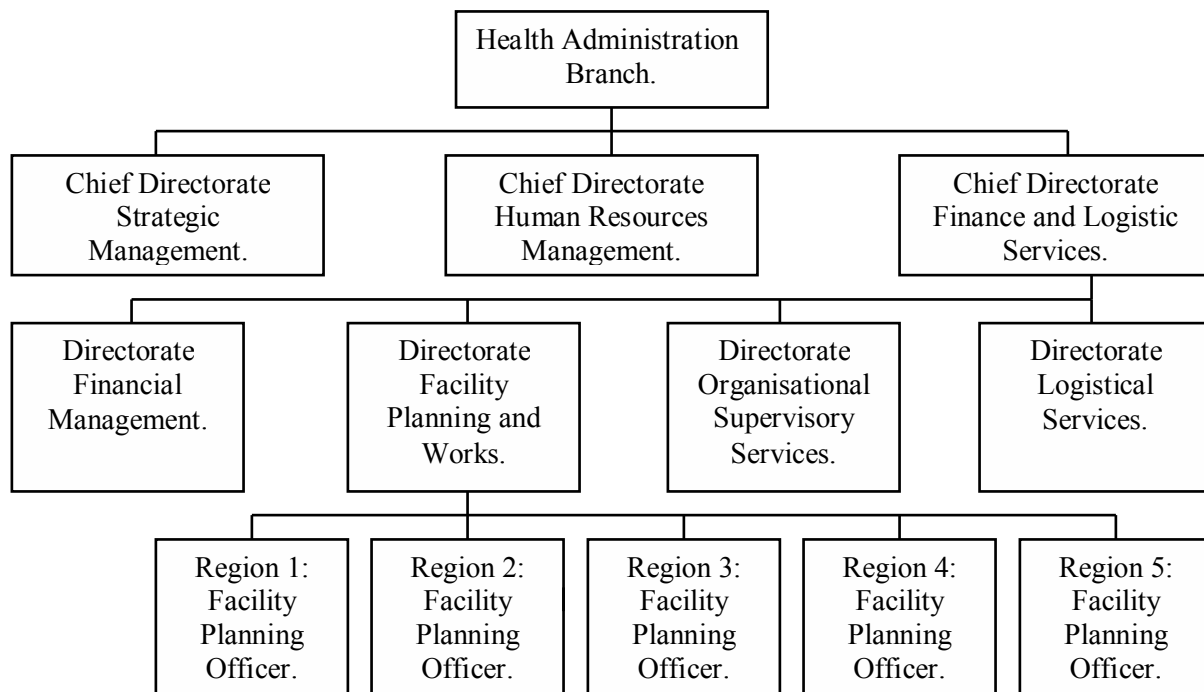 Health Administration
Branch.
Chief Directorate
Strategic
Management.
Chief Directorate
Human Resources
Management.
Chief Directorate
Finance and Logistic
Services.
Directorate
Financial
Management.
Directorate
Facility
Planning and
Works.
Directorate
Organisational
Supervisory
Services.
Directorate
Logistical
Services.
Region 1:
Facility
Planning
Officer.
Region 2:
Facility
Planning
Officer.
Region 3:
Facility
Planning
Officer.
Region 4:
Facility
Planning
Officer.
Region 5:
Facility
Planning
Officer.